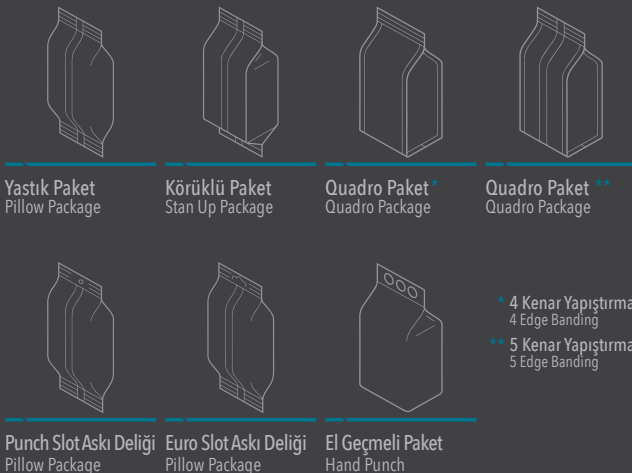 Yastık Paket
Pillow Package
Körüklü Paket
Stan Up Package
Quadro Paket*
Quadro Package
Quadro Paket **
Quadro Package
Punch Slot Askı Deliği
Pillow Package
Euro Slot Askı Deliği
Pillow Package
El Geçmeli Paket
Hand Punch
* 4 Kenar Yapıştırma
4 Edge Banding
** 5 Kenar Yapıştırma
5 Edge Banding